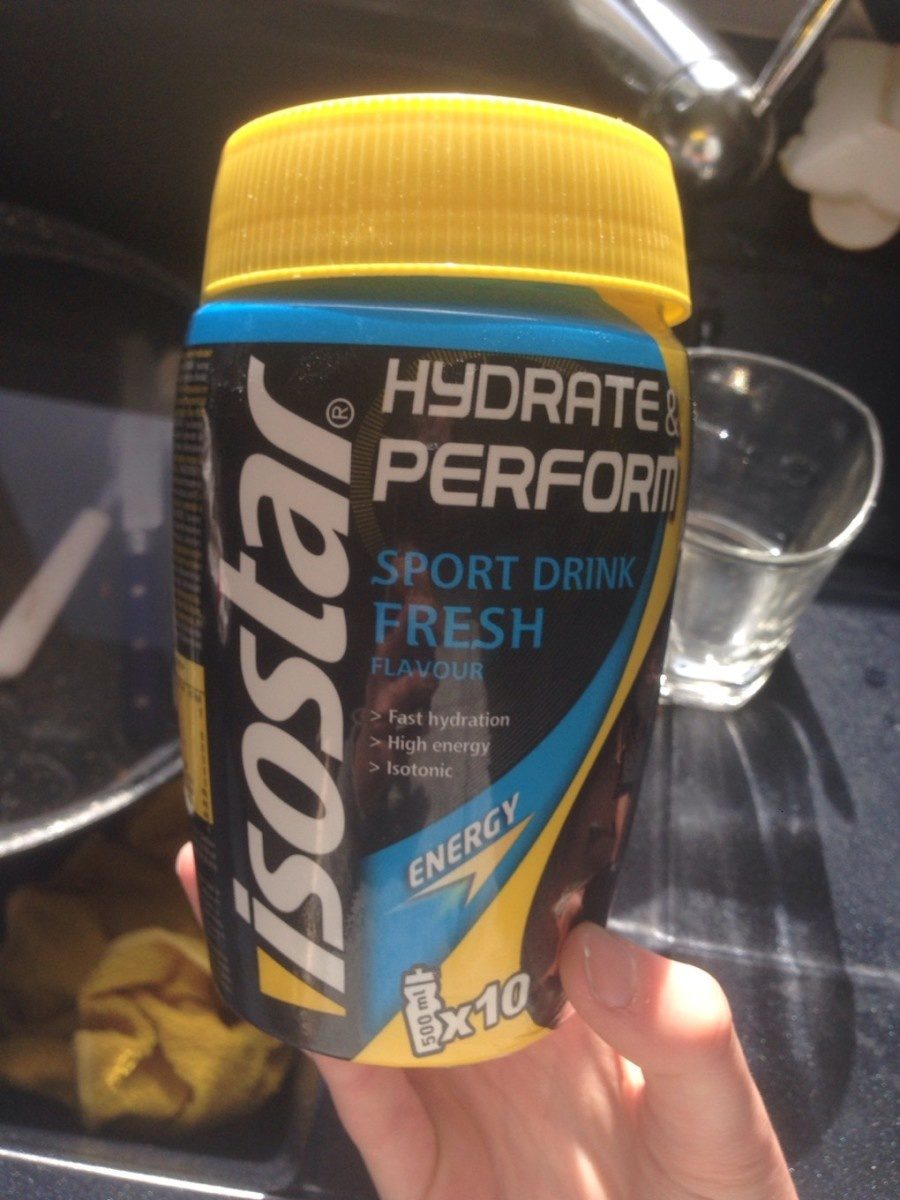 isostar®
HYDRATE &
PERFORM
SPORT DRINK
FRESH
FLAVOUR
> Fast hydration
> High energy
> Isotonic
ENERGY
500 ml x10